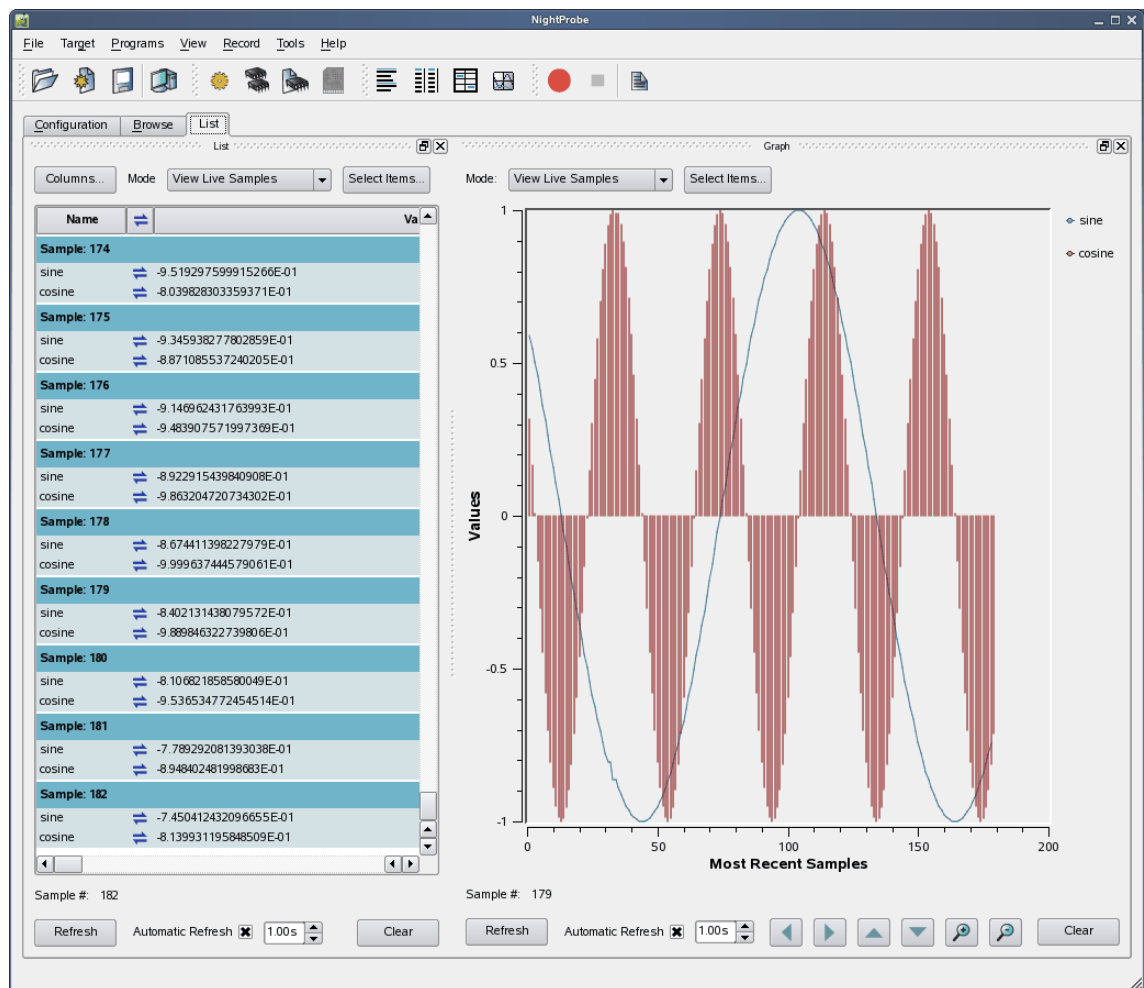 NightProbe
File Target Programs View Record Tools Help
Configuration Browse List
List
Columns... Mode View Live Samples Select Items...
Name Va
Sample: 174
sine -9.519297599915266E-01
cosine -8.039828303359371E-01
Sample: 175
sine -9.345938277802859E-01
cosine -8.871085537240205E-01
Sample: 176
sine -9.146962431763993E-01
cosine -9.483907571997369E-01
Sample: 177
sine -8.922915439840908E-01
cosine -9.863204720734302E-01
Sample: 178
sine -8.674411398227979E-01
cosine -9.999637444579061E-01
Sample: 179
sine -8.402131438079572E-01
cosine -9.889846322739806E-01
Sample: 180
sine -8.106821858580049E-01
cosine -9.536534772454514E-01
Sample: 181
sine -7.789292081393038E-01
cosine -8.948402481998683E-01
Sample: 182
sine -7.450412432096655E-01
cosine -8.139931195848509E-01
Sample #: 182
Refresh Automatic Refresh 1.00s Clear
Graph
Mode: View Live Samples Select Items...
sine
cosine
1
0.5
0
-0.5
-1
Values
0 50 100 150 200
Most Recent Samples
Sample #: 179
Refresh Automatic Refresh 1.00s Clear